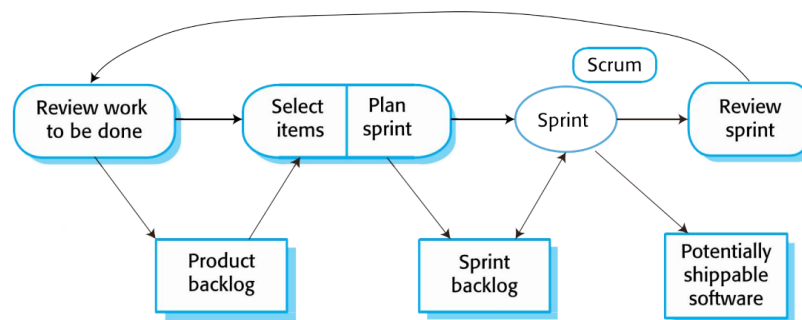 Scrum
Review work
to be done
Select
items
Plan
sprint
Sprint
Review
sprint
Product
backlog
Sprint
backlog
Potentially
shippable
software